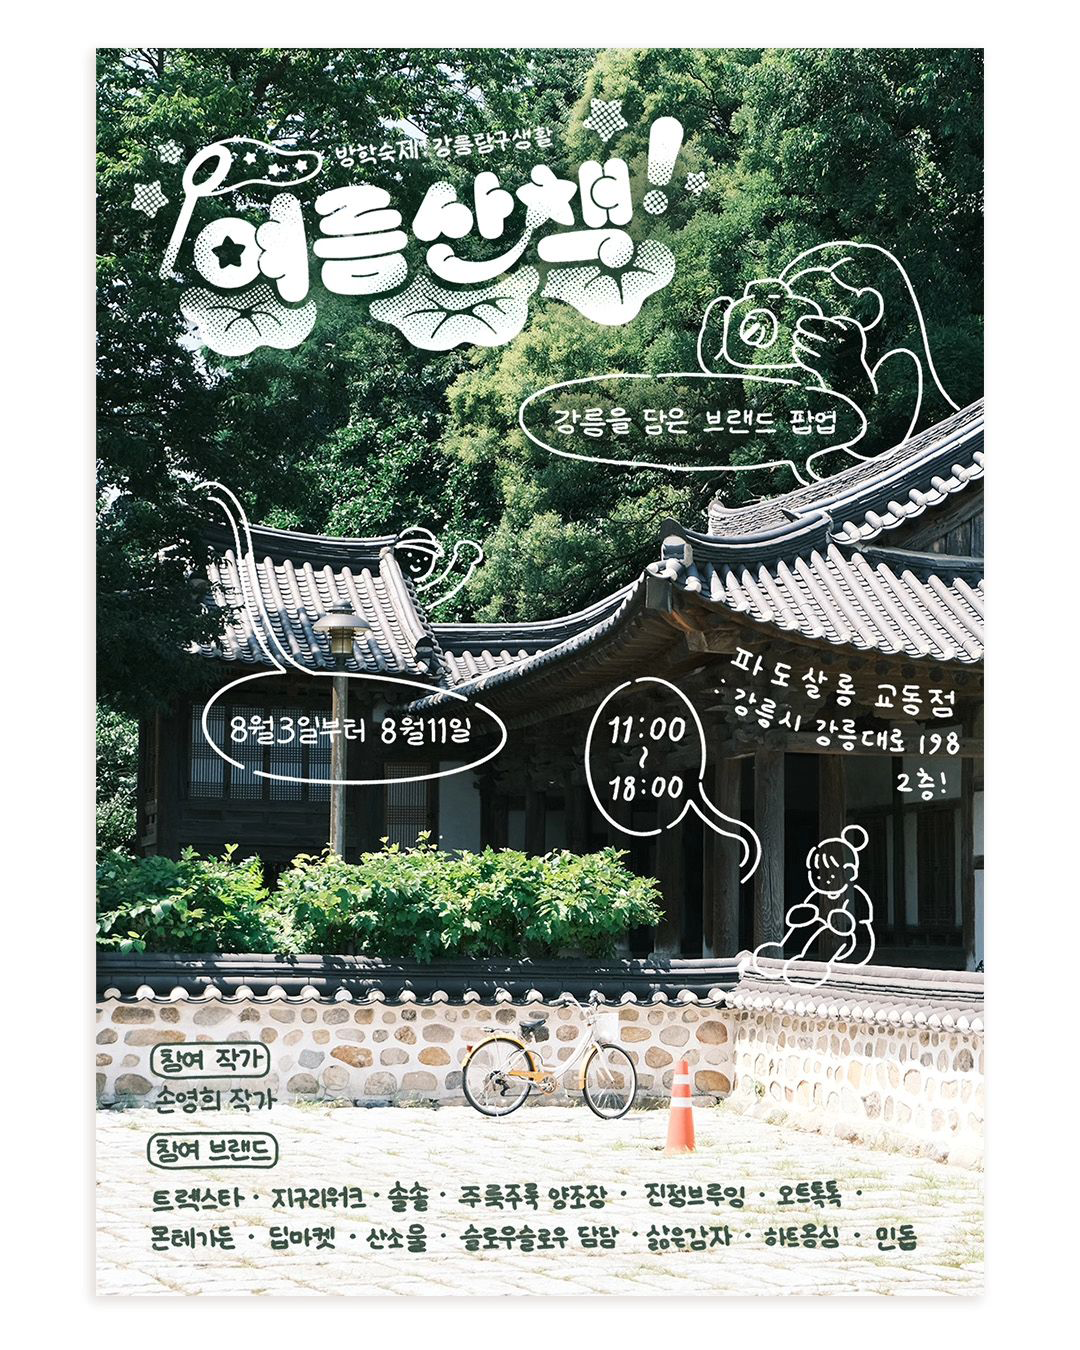 방학숙제! 강릉탐구생활
여름산책!
강릉을 담은 브랜드 팝업
8월3일부터 8월11일
11:00
~
18:00
파도살롱 교동점
: 강릉시 강릉대로 198
2층!
참여 작가
손영희 작가
참여 브랜드
트렉스타 · 지구리워크 · 솔솔 · 주룩주룩 양조장 · 진정브루잉 · 오트톡톡 ·
몬테가든 · 딥마켓 · 산소울 · 슬로우슬로우 담담 · 삶은감자 · 하트옹심 · 민돕